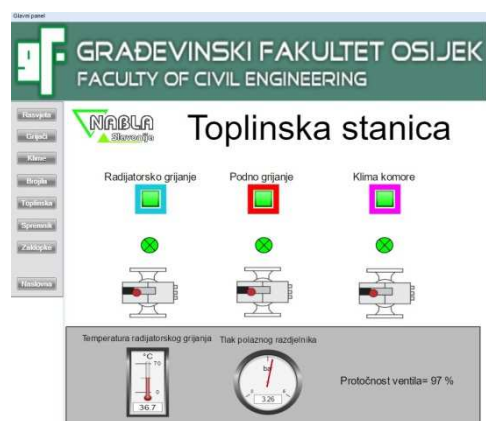 Glavni panel
GRAĐEVINSKI FAKULTET OSIJEK
FACULTY OF CIVIL ENGINEERING
Rasvjeta
Grijači
Klime
Brojila
Toplinska
Spremnik
Zaklopke
Naslovna
NABLA
Slavonija
Toplinska stanica
Radijatorsko grijanje
Podno grijanje
Klima komore
Temperatura radijatorskog grijanja
Tlak polaznog razdjelnika
°C
70
0
36.7
bar
3.26
Protočnost ventila= 97 %